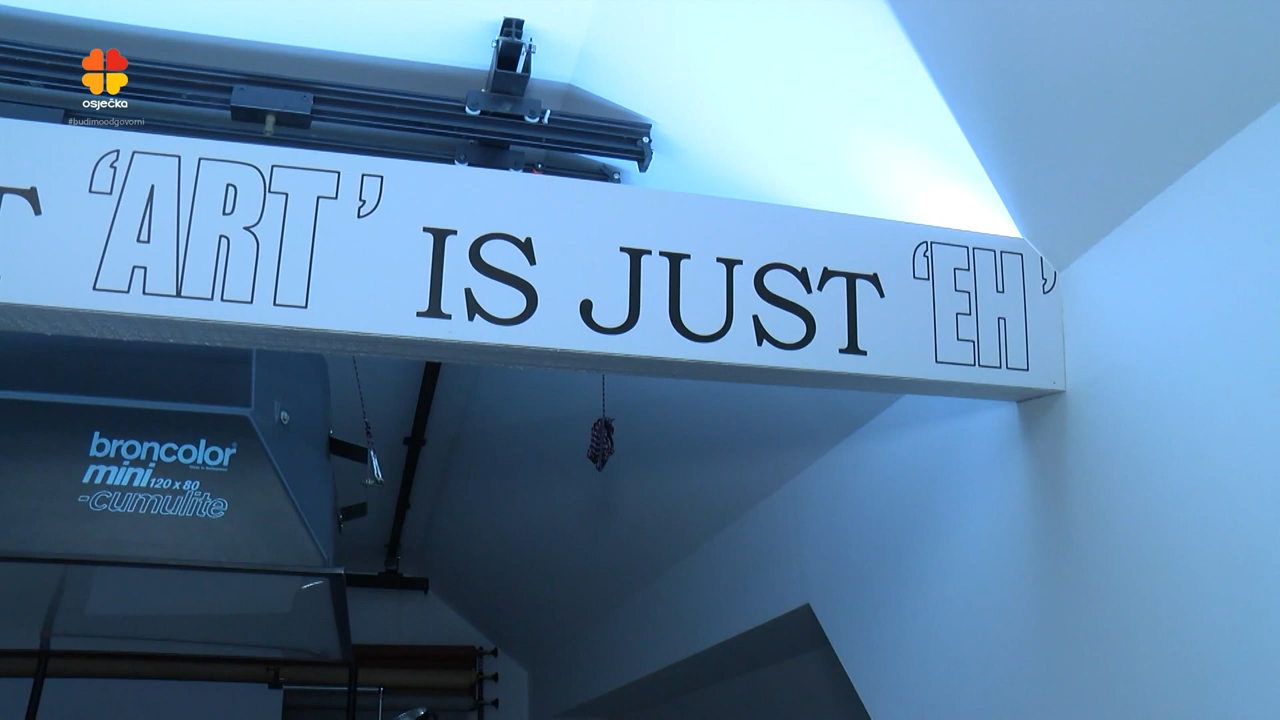 osječka
#budimoodgovorni
T 'ART' IS JUST 'EH'
broncolor
mini 120 x 80
-cumulite